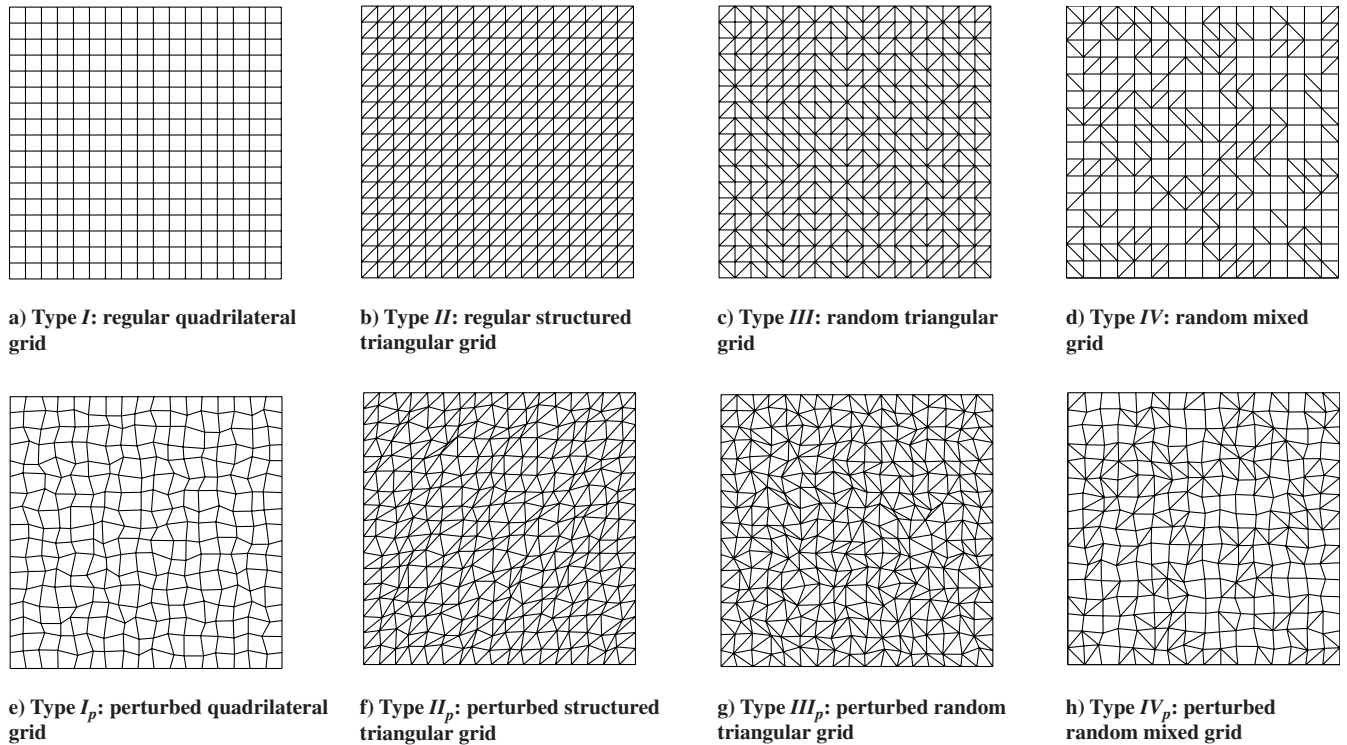 a) Type I: regular quadrilateral
grid
b) Type II: regular structured
triangular grid
c) Type III: random triangular
grid
d) Type IV: random mixed
grid
e) Type Iₚ: perturbed quadrilateral
grid
f) Type IIₚ: perturbed structured
triangular grid
g) Type IIIₚ: perturbed random
triangular grid
h) Type IVₚ: perturbed
random mixed grid